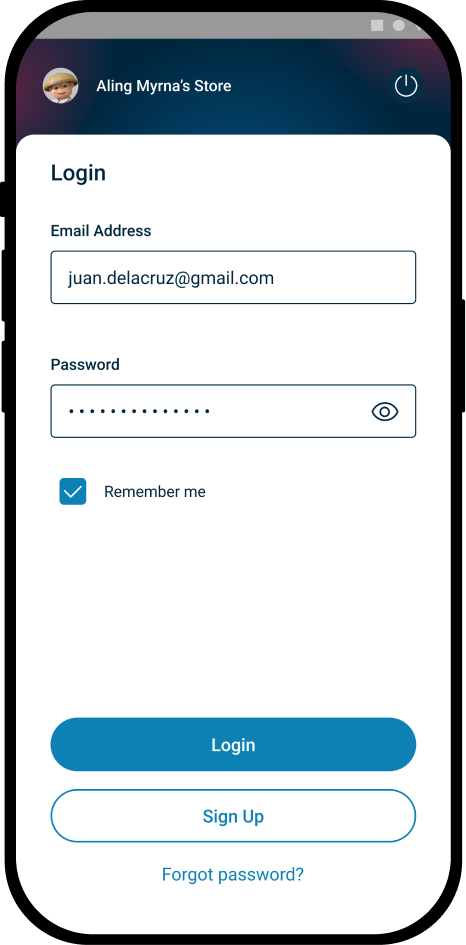 Aling Myrna's Store
Login
Email Address
juan.delacruz@gmail.com
Password
••••••••••••••
Remember me
Login
Sign Up
Forgot password?